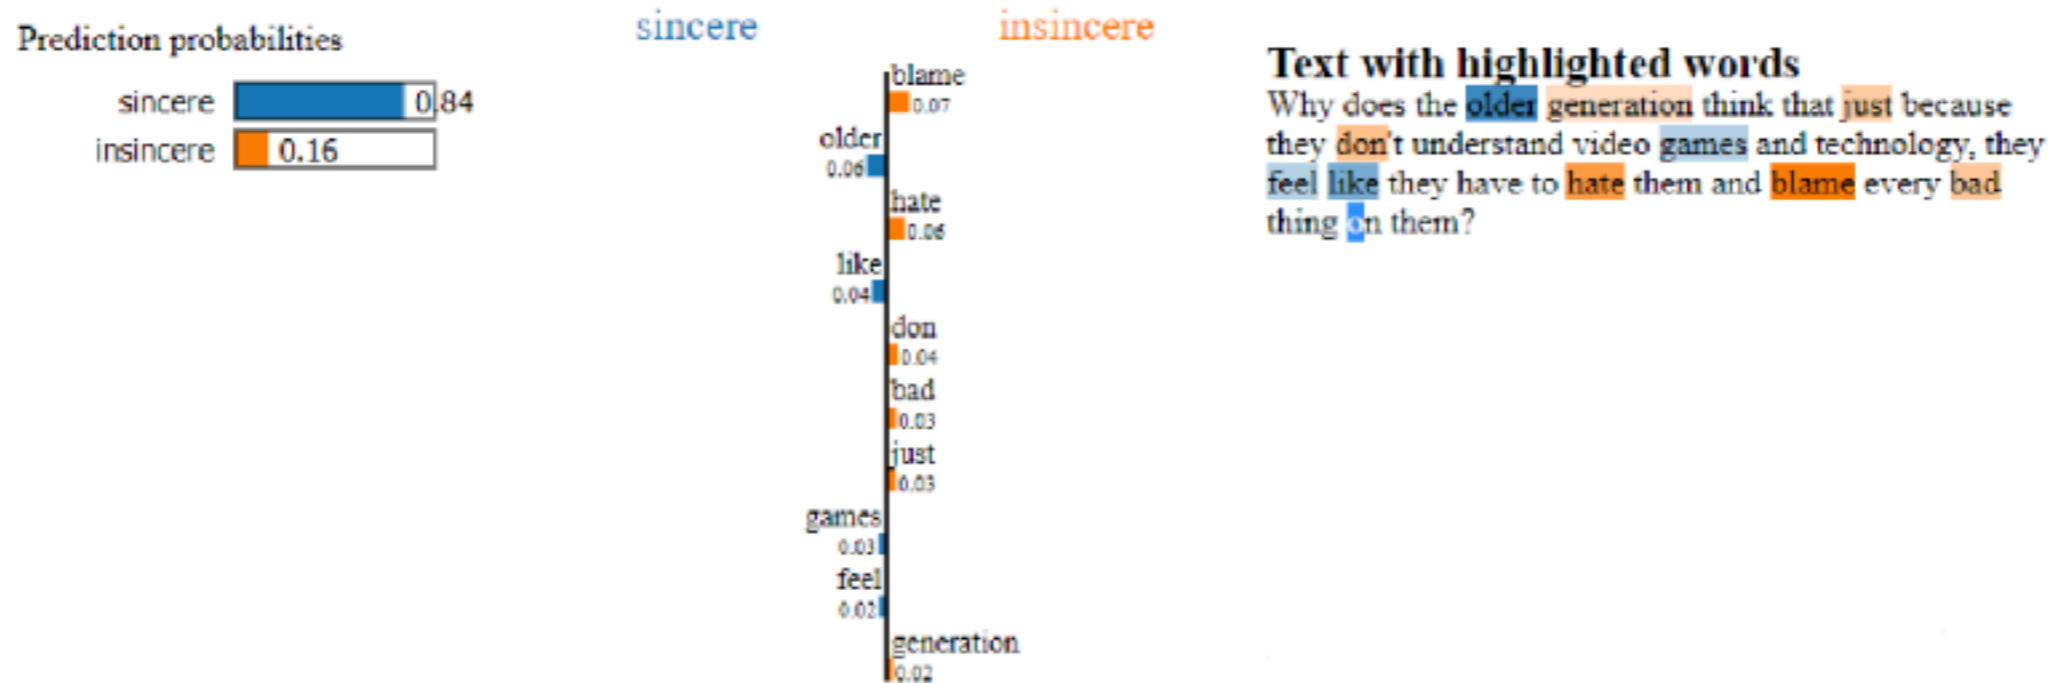 Prediction probabilities
sincere 0.84
insincere 0.16
sincere insincere
blame
0.07
older
0.06
hate
0.06
like
0.04
don
0.04
bad
0.03
just
0.03
games
0.03
feel
0.02
generation
0.02
Text with highlighted words
Why does the older generation think that just because
they don't understand video games and technology, they
feel like they have to hate them and blame every bad
thing on them?